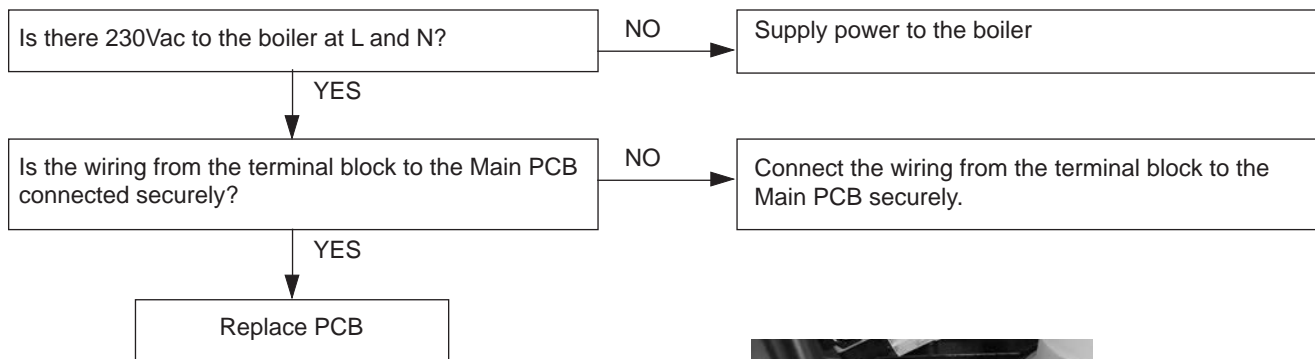 Is there 230Vac to the boiler at L and N?
NO
Supply power to the boiler
YES
Is the wiring from the terminal block to the Main PCB
connected securely?
NO
Connect the wiring from the terminal block to the
Main PCB securely.
YES
Replace PCB